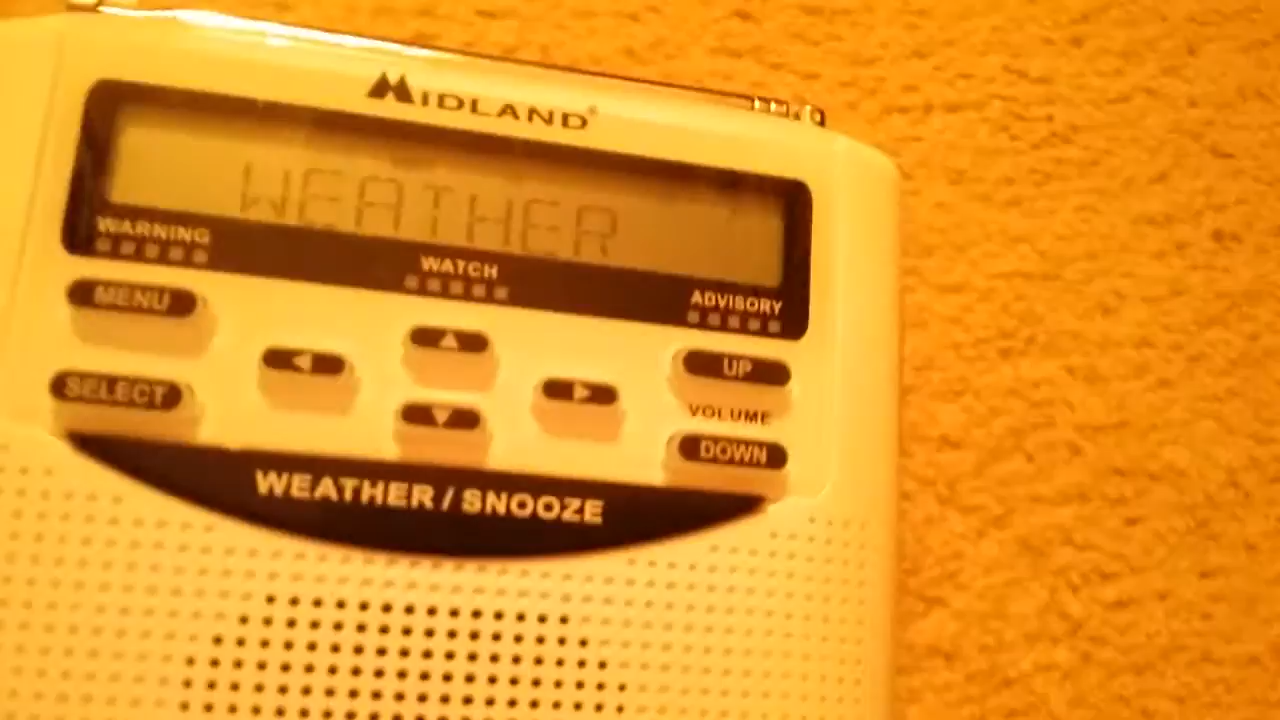 MIDLAND®
WEATHER
WARNING
WATCH
ADVISORY
MENU
UP
SELECT
VOLUME
DOWN
WEATHER / SNOOZE